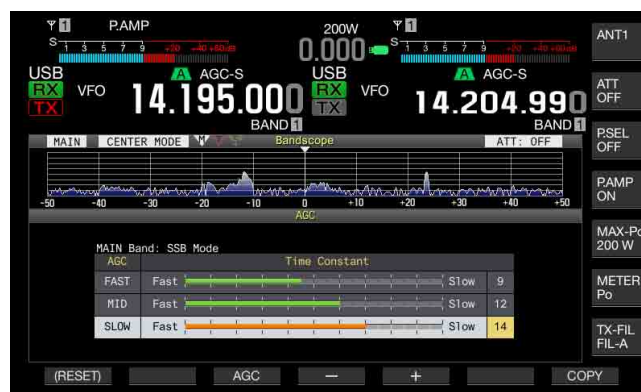 1 P.AMP 200W 1 ANT1
S 1 3 5 7 9 +20 +40 +60dB 0.000 S 1 3 5 7 9 +20 +40 +60dB
USB A AGC-S USB A AGC-S
RX VFO 14.195.000 RX VFO 14.204.990 ATT OFF
TX TX
BAND 1 BAND 1
MAIN CENTER MODE M Bandscope ATT: OFF P.SEL OFF
-50 -40 -30 -20 -10 0 +10 +20 +30 +40 +50 P.AMP ON
AGC
MAX-Po 200 W
MAIN Band: SSB Mode
AGC Time Constant
FAST Fast Slow 9
METER Po
MID Fast Slow 12
SLOW Fast Slow 14
TX-FIL FIL-A
(RESET) AGC − + COPY